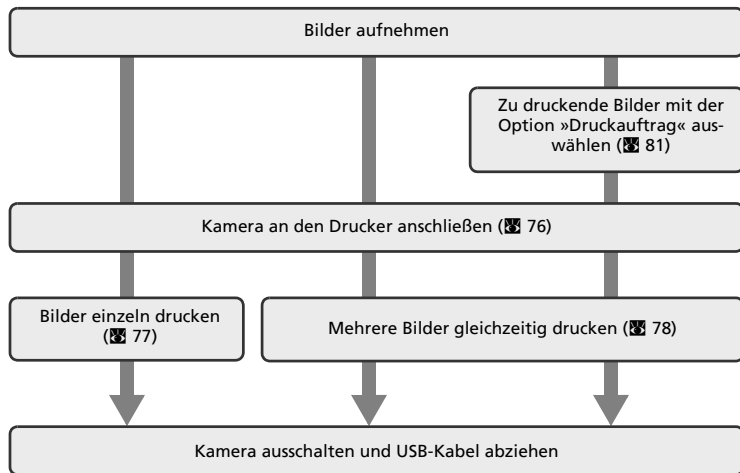 Bilder aufnehmen
Zu druckende Bilder mit der
Option »Druckauftrag« aus-
wählen (81)
Kamera an den Drucker anschließen (76)
Bilder einzeln drucken
(77)
Mehrere Bilder gleichzeitig drucken (78)
Kamera ausschalten und USB-Kabel abziehen